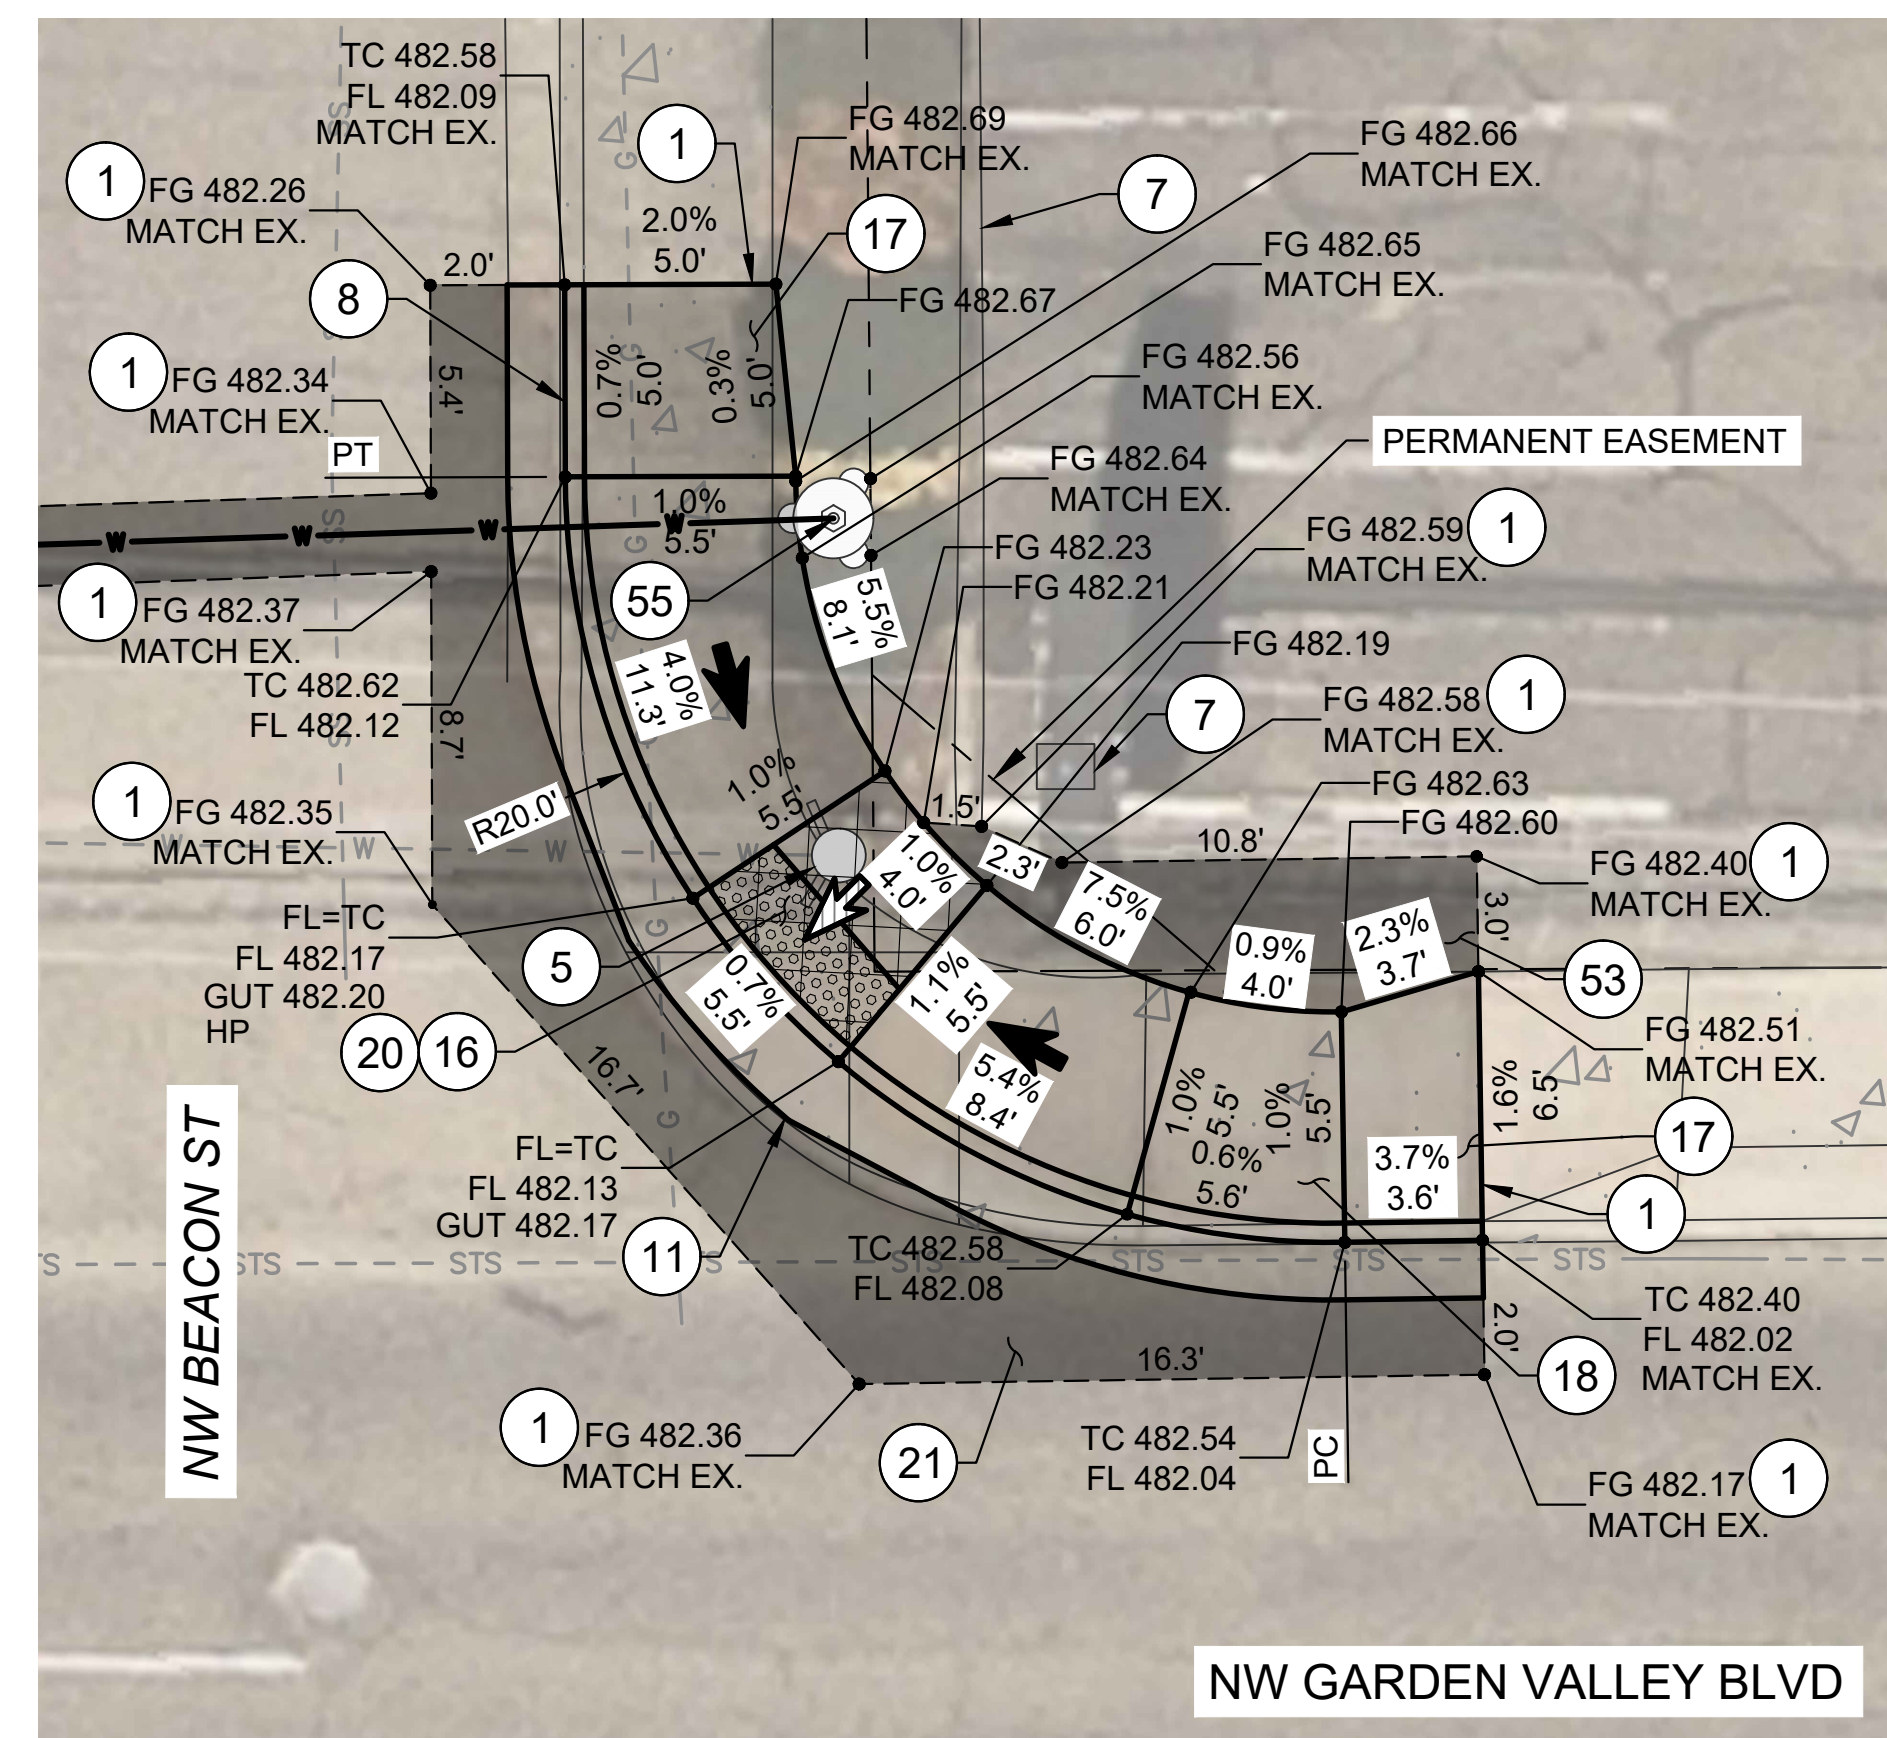 TC 482.58
FL 482.09
MATCH EX.
FG 482.69
MATCH EX.
1
FG 482.66
MATCH EX.
7
1
FG 482.26
MATCH EX.
2.0%
5.0'
17
FG 482.65
MATCH EX.
2.0'
8
FG 482.67
1
FG 482.34
MATCH EX.
5.4'
0.7%
5.0'
0.3%
5.0'
FG 482.56
MATCH EX.
PT
PERMANENT EASEMENT
FG 482.64
MATCH EX.
1.0%
5.5'
W
W
W
W
FG 482.59
MATCH EX.
1
FG 482.23
FG 482.21
55
1
FG 482.37
MATCH EX.
5.5%
8.1'
FG 482.19
TC 482.62
FL 482.12
8.7'
4.0%
11.3'
FG 482.58
MATCH EX.
1
7
FG 482.63
FG 482.60
1
FG 482.35
MATCH EX.
R20.0'
1.0%
5.5'
1.5'
10.8'
W
W
W
2.3'
1.0%
4.0'
7.5%
6.0'
FG 482.40
MATCH EX.
1
3.0'
FL=TC
FL 482.17
GUT 482.20
HP
5
0.7%
5.5'
1.1%
5.5'
0.9%
4.0'
2.3%
3.7'
53
20
16
FG 482.51
MATCH EX.
16.7'
5.4%
8.4'
1.0%
5.5'
1.0%
5.5'
0.6%
5.6'
1.9%
6.5'
3.7%
3.6'
17
1
FL=TC
FL 482.13
GUT 482.17
11
TC 482.58
FL 482.08
S
STS
STS
S
STS
STS
STS
STS
SS
SS
S
G
G
G
G
G
G
G
G
NW BEACON ST
TC 482.40
FL 482.02
MATCH EX.
2.0'
16.3'
18
1
FG 482.36
MATCH EX.
21
TC 482.54
FL 482.04
PC
FG 482.17
MATCH EX.
1
NW GARDEN VALLEY BLVD